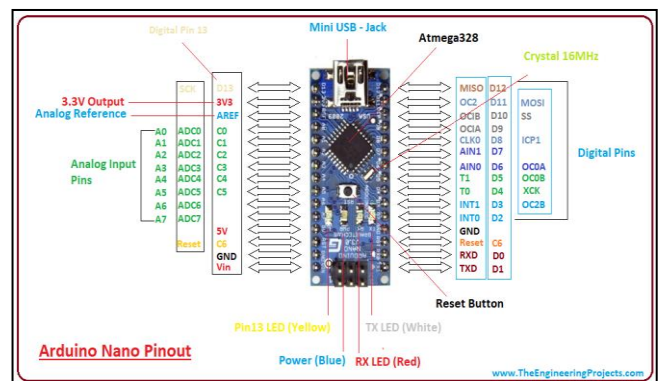 Digital Pin 13
Mini USB - Jack
Atmega328
Crystal 16MHz
SCK D13
3.3V Output 3V3
Analog Reference AREF
Analog Input
Pins
A0 ADC0 C0
A1 ADC1 C1
A2 ADC2 C2
A3 ADC3 C3
A4 ADC4 C4
A5 ADC5 C5
A6 ADC6
A7 ADC7
5V
Reset C6
GND
Vin
MISO D12
OC2 D11 MOSI
OCIB D10 SS
OCIA D9
CLK0 D8 ICP1
AIN1 D7
AIN0 D6 OC0A
T1 D5 OC0B
T0 D4 XCK
INT1 D3 OC2B
INT0 D2
GND
Reset C6
RXD D0
TXD D1
Digital Pins
Reset Button
Pin13 LED (Yellow)
TX LED (White)
Power (Blue)
RX LED (Red)
Arduino Nano Pinout
www.TheEngineeringProjects.com